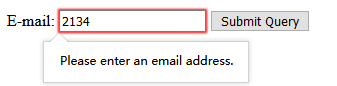 E-mail: 2134 Submit Query
Please enter an email address.